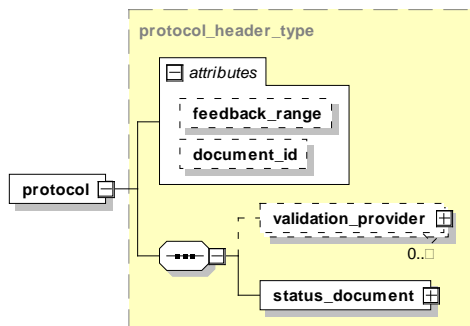 protocol_header_type
attributes
feedback_range
document_id
protocol
validation_provider
0..□
status_document